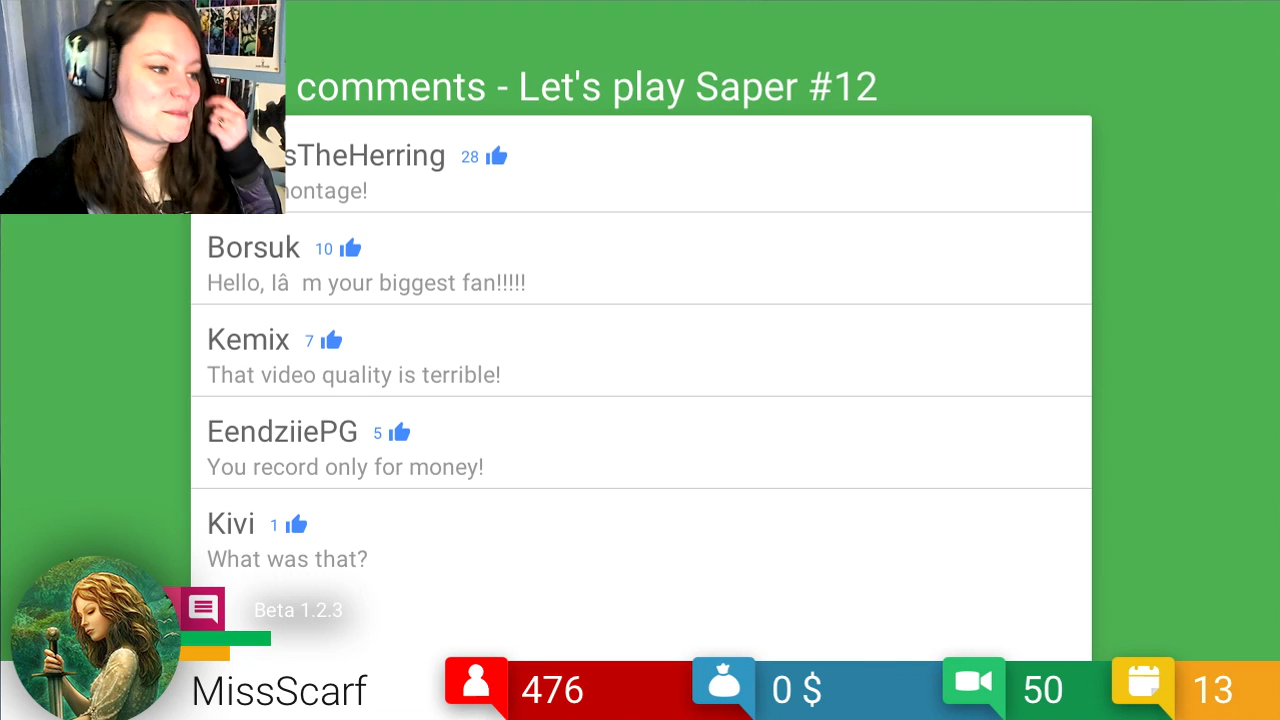 comments - Let's play Saper #12
sTheHerring 28
ontage!
Borsuk 10
Hello, Iâ m your biggest fan!!!!!
Kemix 7
That video quality is terrible!
EendziiePG 5
You record only for money!
Kivi 1
What was that?
Beta 1.2.3
MissScarf
476
0 $
50
13